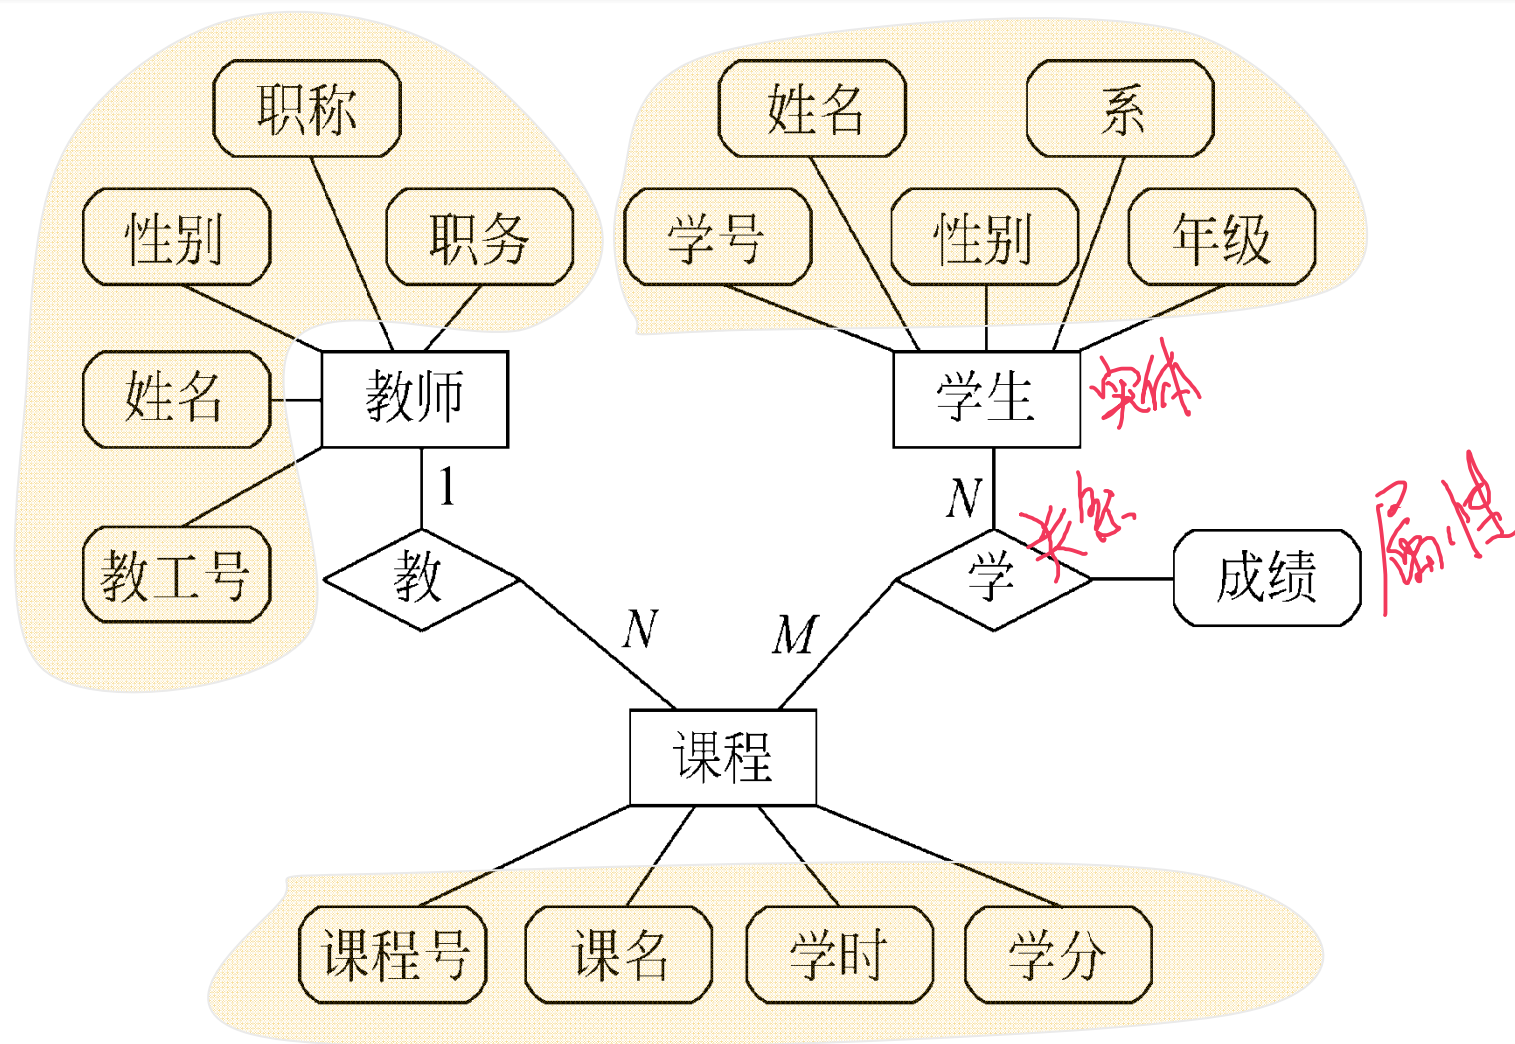 职称
姓名
系
性别
职务
学号
性别
年级
姓名
教师
学生
实体
1
N
关系
属性
教工号
教
学
成绩
N
M
课程
课程号
课名
学时
学分